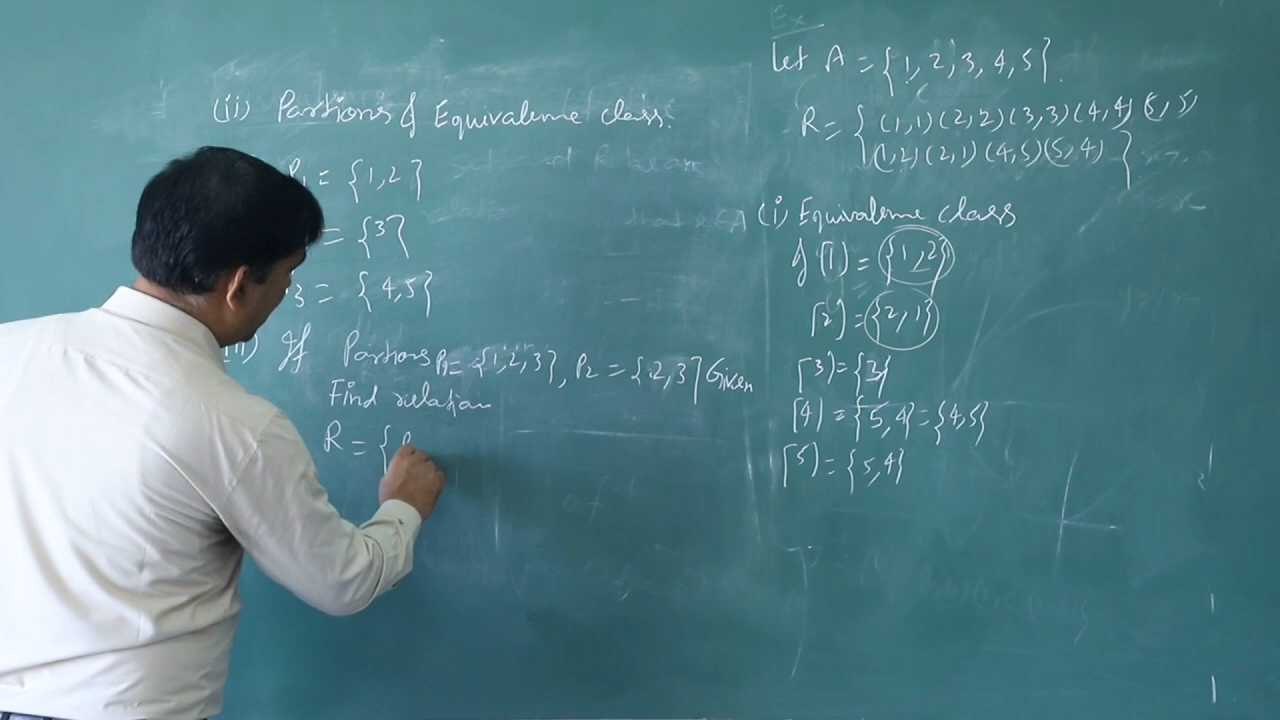 (ii) Partions of Equivalenne class.
P1 = {1,2}
= {3}
3 = {4,5}
If Partions P1= {1,2,3}, P2 = {2,3} Given
Find relation
R = {
Ex
Let A = {1, 2, 3, 4, 5}.
R = { (1,1) (2,2) (3,3) (4,4) (5,5)
(1,2) (2,1) (4,5) (5,4) }
(i) Equivalenne class
of [1] = {1,2}
[2] = {2,1}
[3] = {3}
[4] = {5,4} = {4,5}
[5] = {5,4}